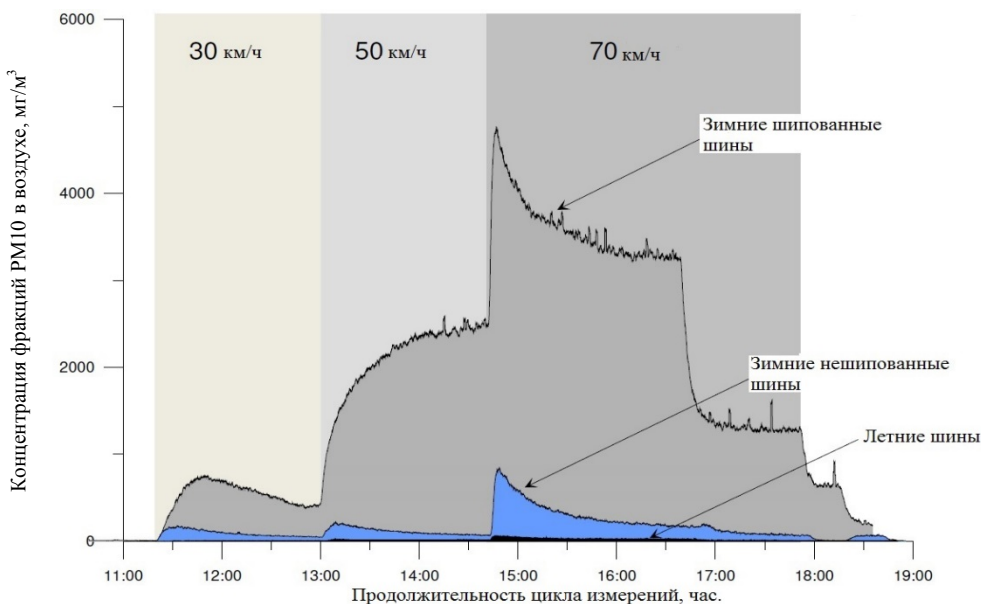 Концентрация фракций PM10 в воздухе, мг/м³
6000
4000
2000
0
30 км/ч
50 км/ч
70 км/ч
Зимние шипованные
шины
Зимние нешипованные
шины
Летние шины
11:00
12:00
13:00
14:00
15:00
16:00
17:00
18:00
19:00
Продолжительность цикла измерений, час.